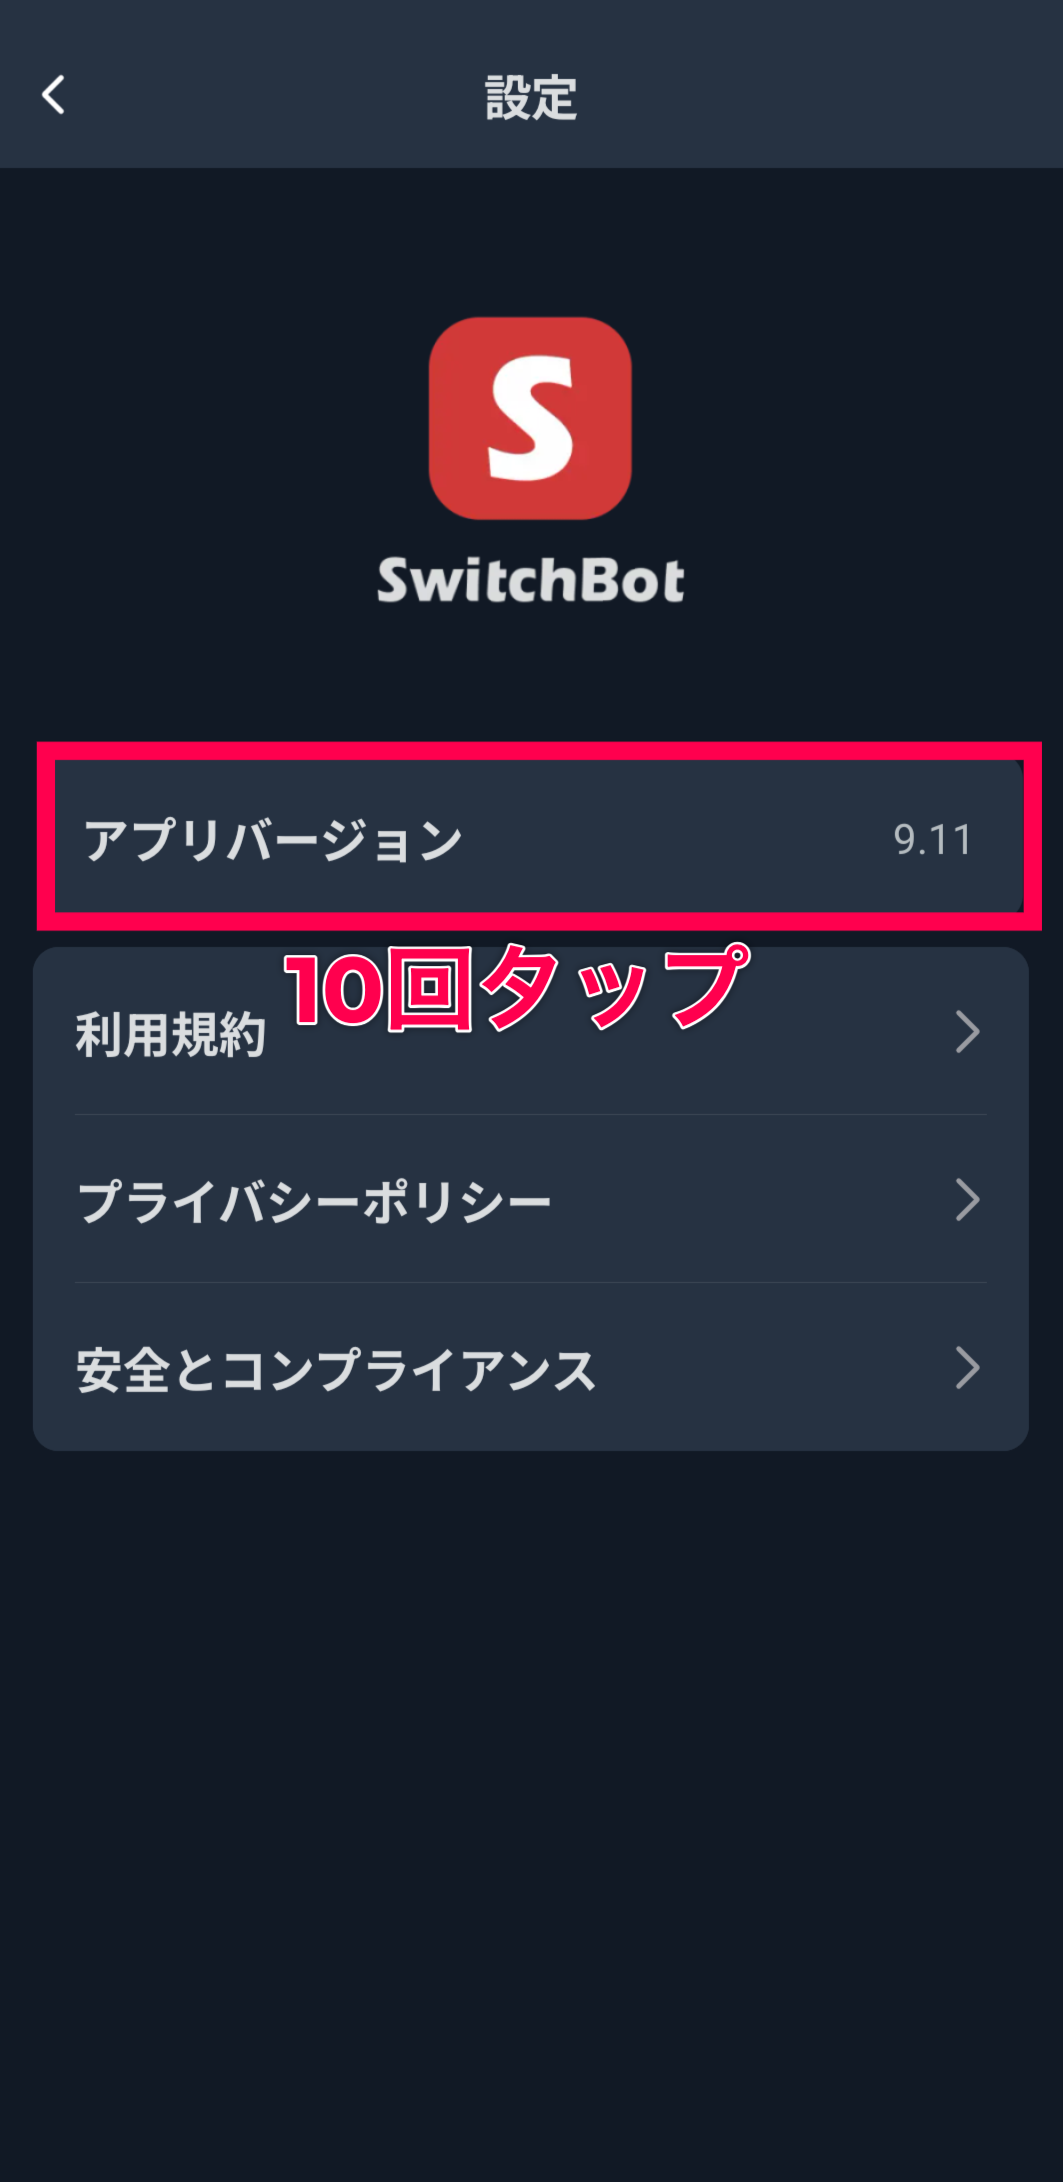 設定
S
SwitchBot
アプリバージョン 9.11
10回タップ
利用規約
プライバシーポリシー
安全とコンプライアンス